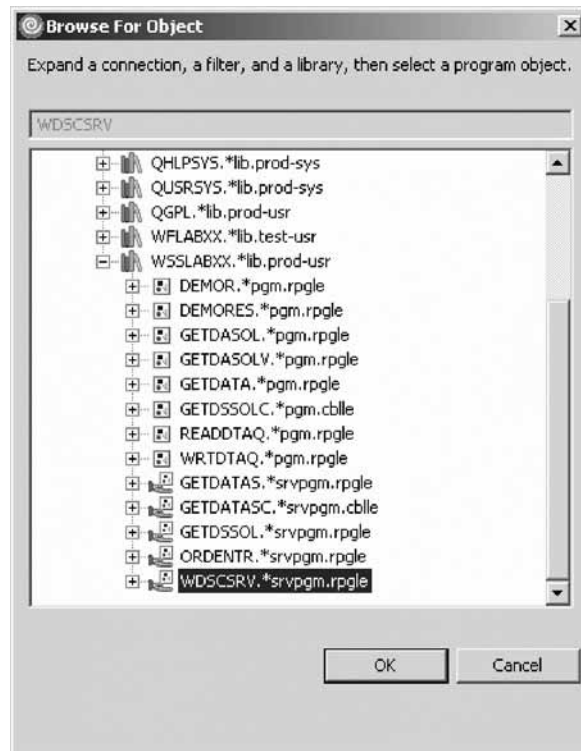 Browse For Object
Expand a connection, a filter, and a library, then select a program object.
WDSCSRV
QHLPSYS.*lib.prod-sys
QUSRSYS.*lib.prod-sys
QGPL.*lib.prod-usr
WFLABXX.*lib.test-usr
WSSLABXX.*lib.prod-usr
DEMOR.*pgm.rpgle
DEMORES.*pgm.rpgle
GETDASOL.*pgm.rpgle
GETDASOLV.*pgm.rpgle
GETDATA.*pgm.rpgle
GETDSSOLC.*pgm.cblle
READDTAQ.*pgm.rpgle
WRTDTAQ.*pgm.rpgle
GETDATAS.*srvpgm.rpgle
GETDATASC.*srvpgm.cblle
GETDSSOL.*srvpgm.rpgle
ORDENTR.*srvpgm.rpgle
WDSCSRV.*srvpgm.rpgle
OK Cancel